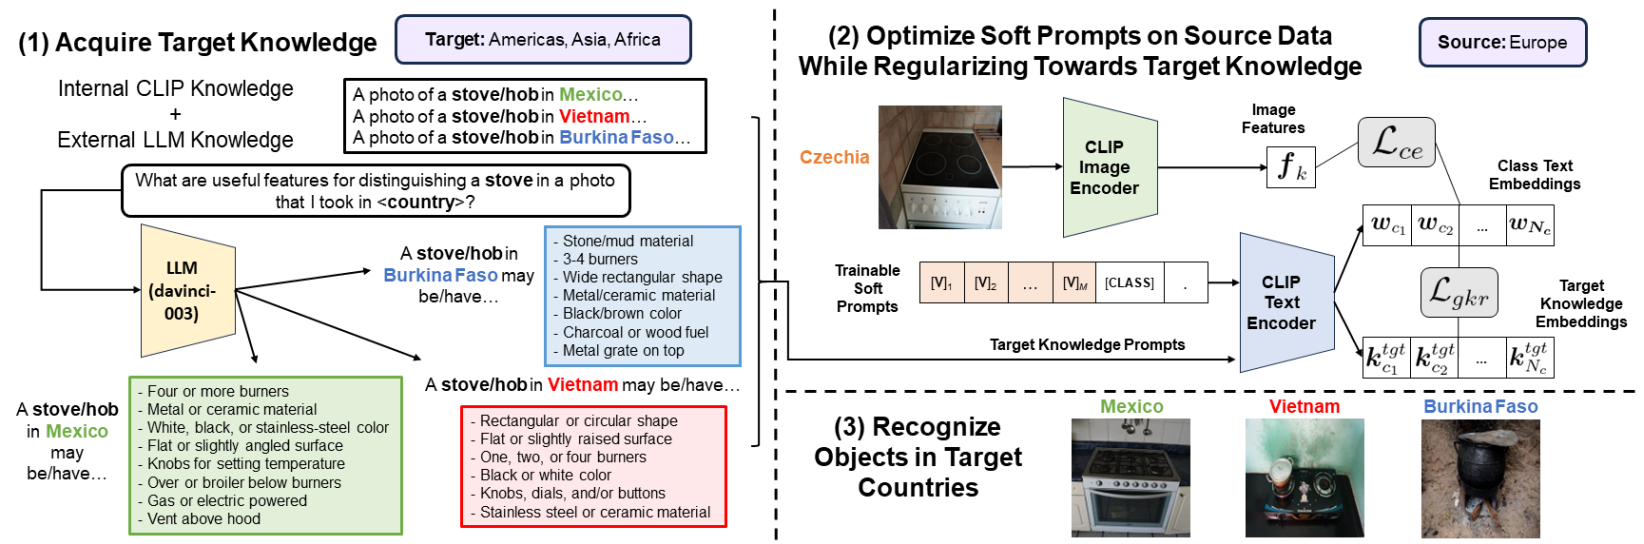 (1) Acquire Target Knowledge
Target: Americas, Asia, Africa
Internal CLIP Knowledge
+
External LLM Knowledge
A photo of a stove/hob in Mexico…
A photo of a stove/hob in Vietnam…
A photo of a stove/hob in Burkina Faso…
What are useful features for distinguishing a stove in a photo
that I took in <country>?
LLM
(davinci-
003)
A stove/hob in
Burkina Faso may
be/have…
- Stone/mud material
- 3-4 burners
- Wide rectangular shape
- Metal/ceramic material
- Black/brown color
- Charcoal or wood fuel
- Metal grate on top
A stove/hob
in Mexico
may
be/have…
- Four or more burners
- Metal or ceramic material
- White, black, or stainless-steel color
- Flat or slightly angled surface
- Knobs for setting temperature
- Over or broiler below burners
- Gas or electric powered
- Vent above hood
A stove/hob in Vietnam may be/have…
- Rectangular or circular shape
- Flat or slightly raised surface
- One, two, or four burners
- Black or white color
- Knobs, dials, and/or buttons
- Stainless steel or ceramic material
(2) Optimize Soft Prompts on Source Data
While Regularizing Towards Target Knowledge
Source: Europe
Czechia
CLIP
Image
Encoder
Image
Features
f_k
L_ce
Class Text
Embeddings
w_{c_1} w_{c_2} ... w_{N_c}
Trainable
Soft
Prompts
[V]_1 [V]_2 … [V]_M [CLASS] .
CLIP
Text
Encoder
L_gkr
Target
Knowledge
Embeddings
Target Knowledge Prompts
k^{tgt}_{c_1} k^{tgt}_{c_2} ... k^{tgt}_{N_c}
(3) Recognize
Objects in Target
Countries
Mexico
Vietnam
Burkina Faso